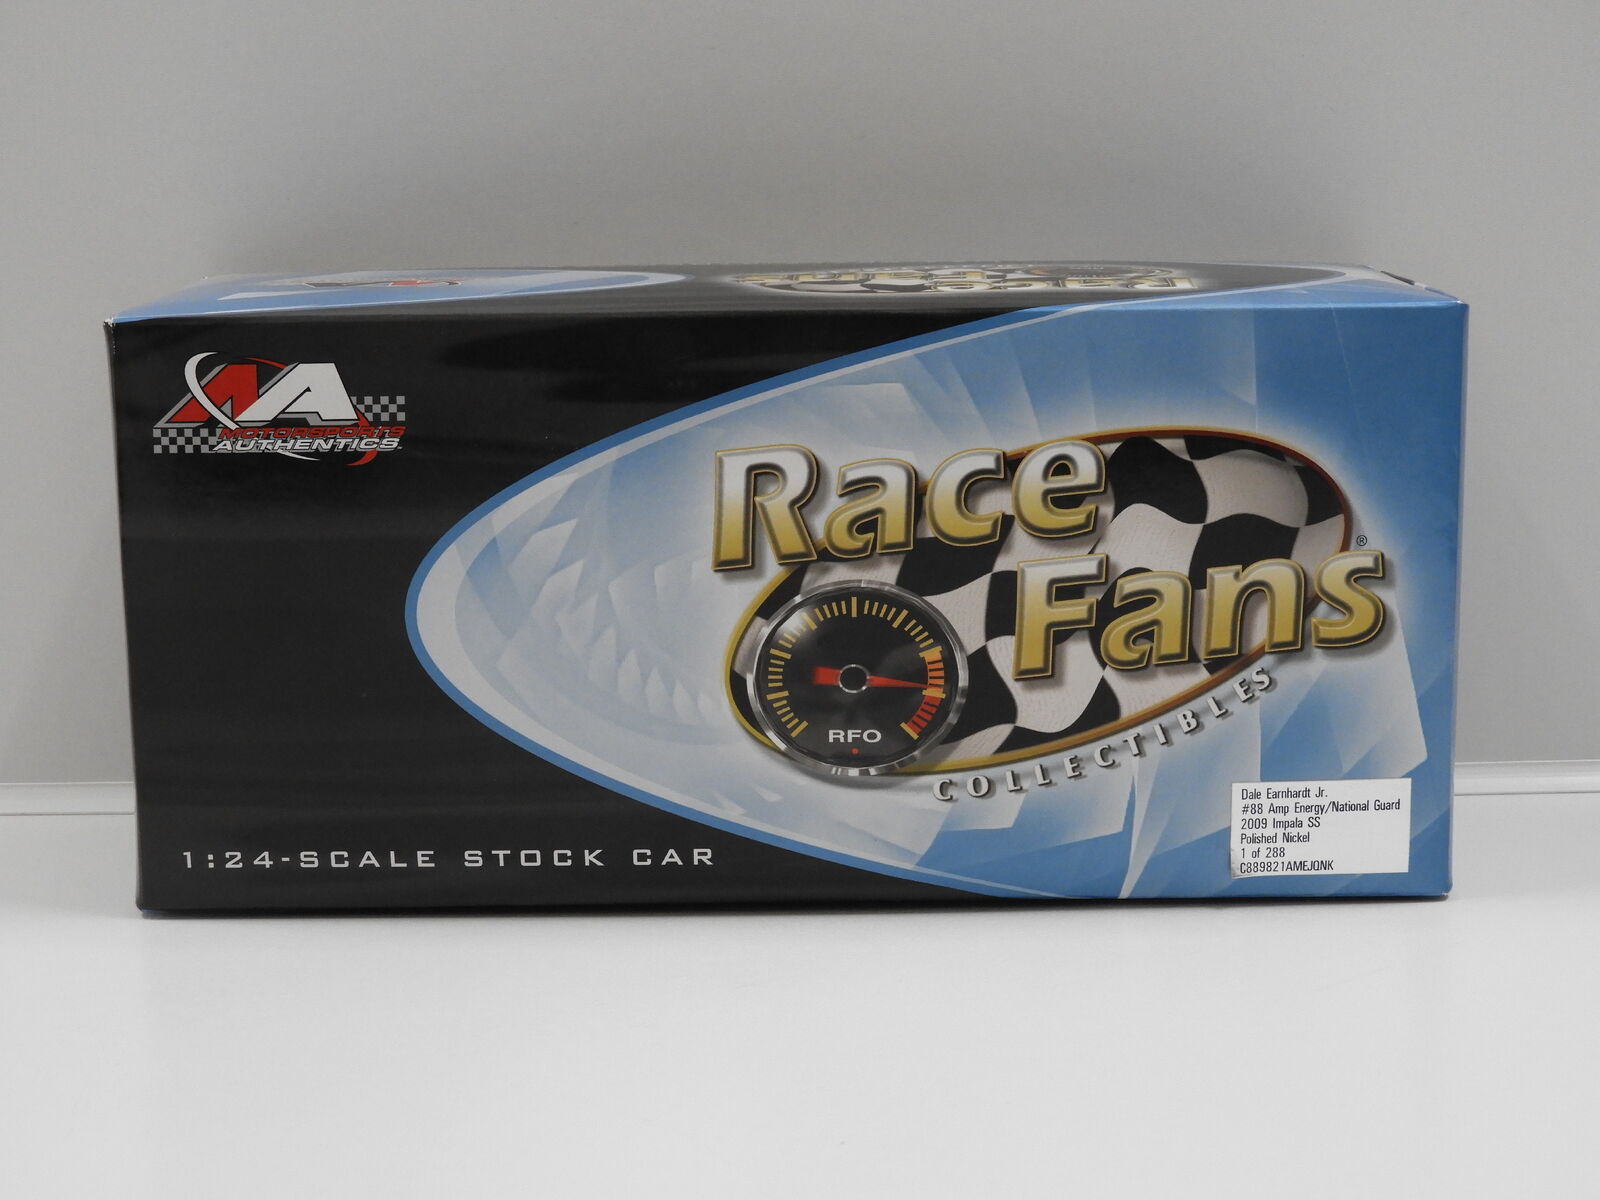 MA
MOTORSPORTS
AUTHENTICS
Race
Fans®
RFO
COLLECTIBLES
1:24-SCALE STOCK CAR
Dale Earnhardt Jr.
#88 Amp Energy/National Guard
2009 Impala SS
Polished Nickel
1 of 288
C889821AMEJQNK